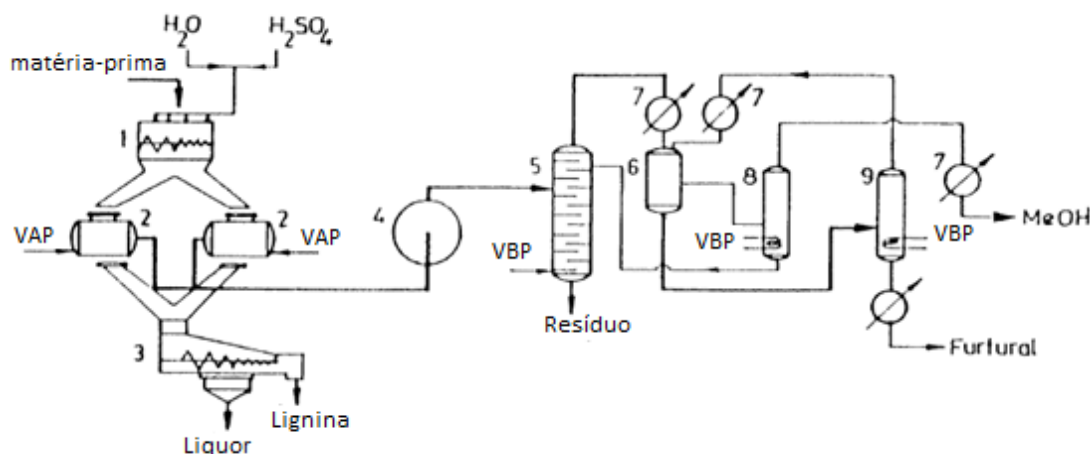 H2O
H2SO4
matéria-prima
1
2
2
VAP
VAP
3
Lignina
Liquor
4
5
VBP
Resíduo
7
7
6
8
VBP
9
VBP
7
MeOH
Furtural